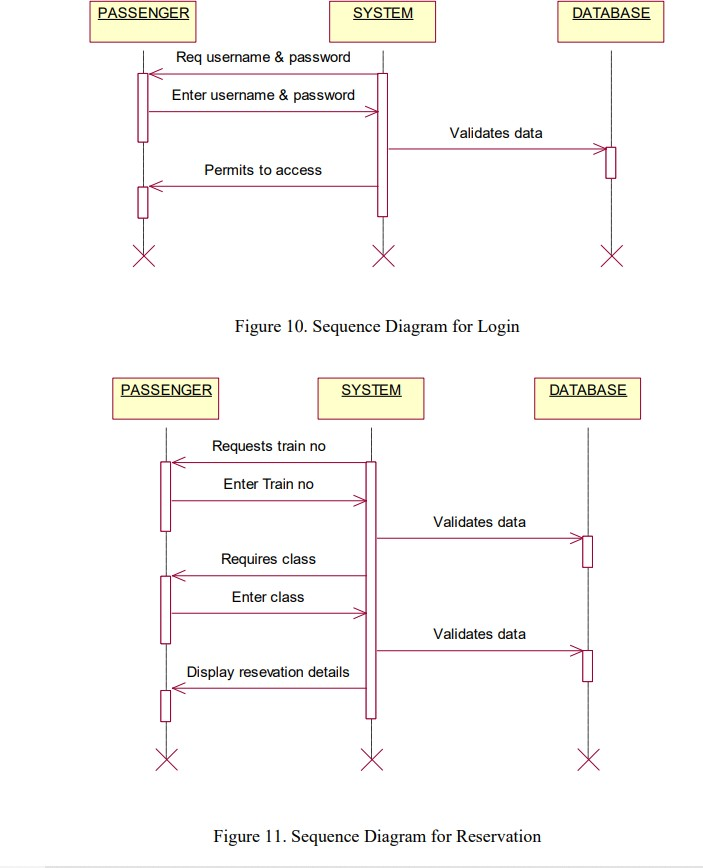 PASSENGER SYSTEM DATABASE
Req username & password
Enter username & password
Validates data
Permits to access
Figure 10. Sequence Diagram for Login
PASSENGER SYSTEM DATABASE
Requests train no
Enter Train no
Validates data
Requires class
Enter class
Validates data
Display resevation details
Figure 11. Sequence Diagram for Reservation